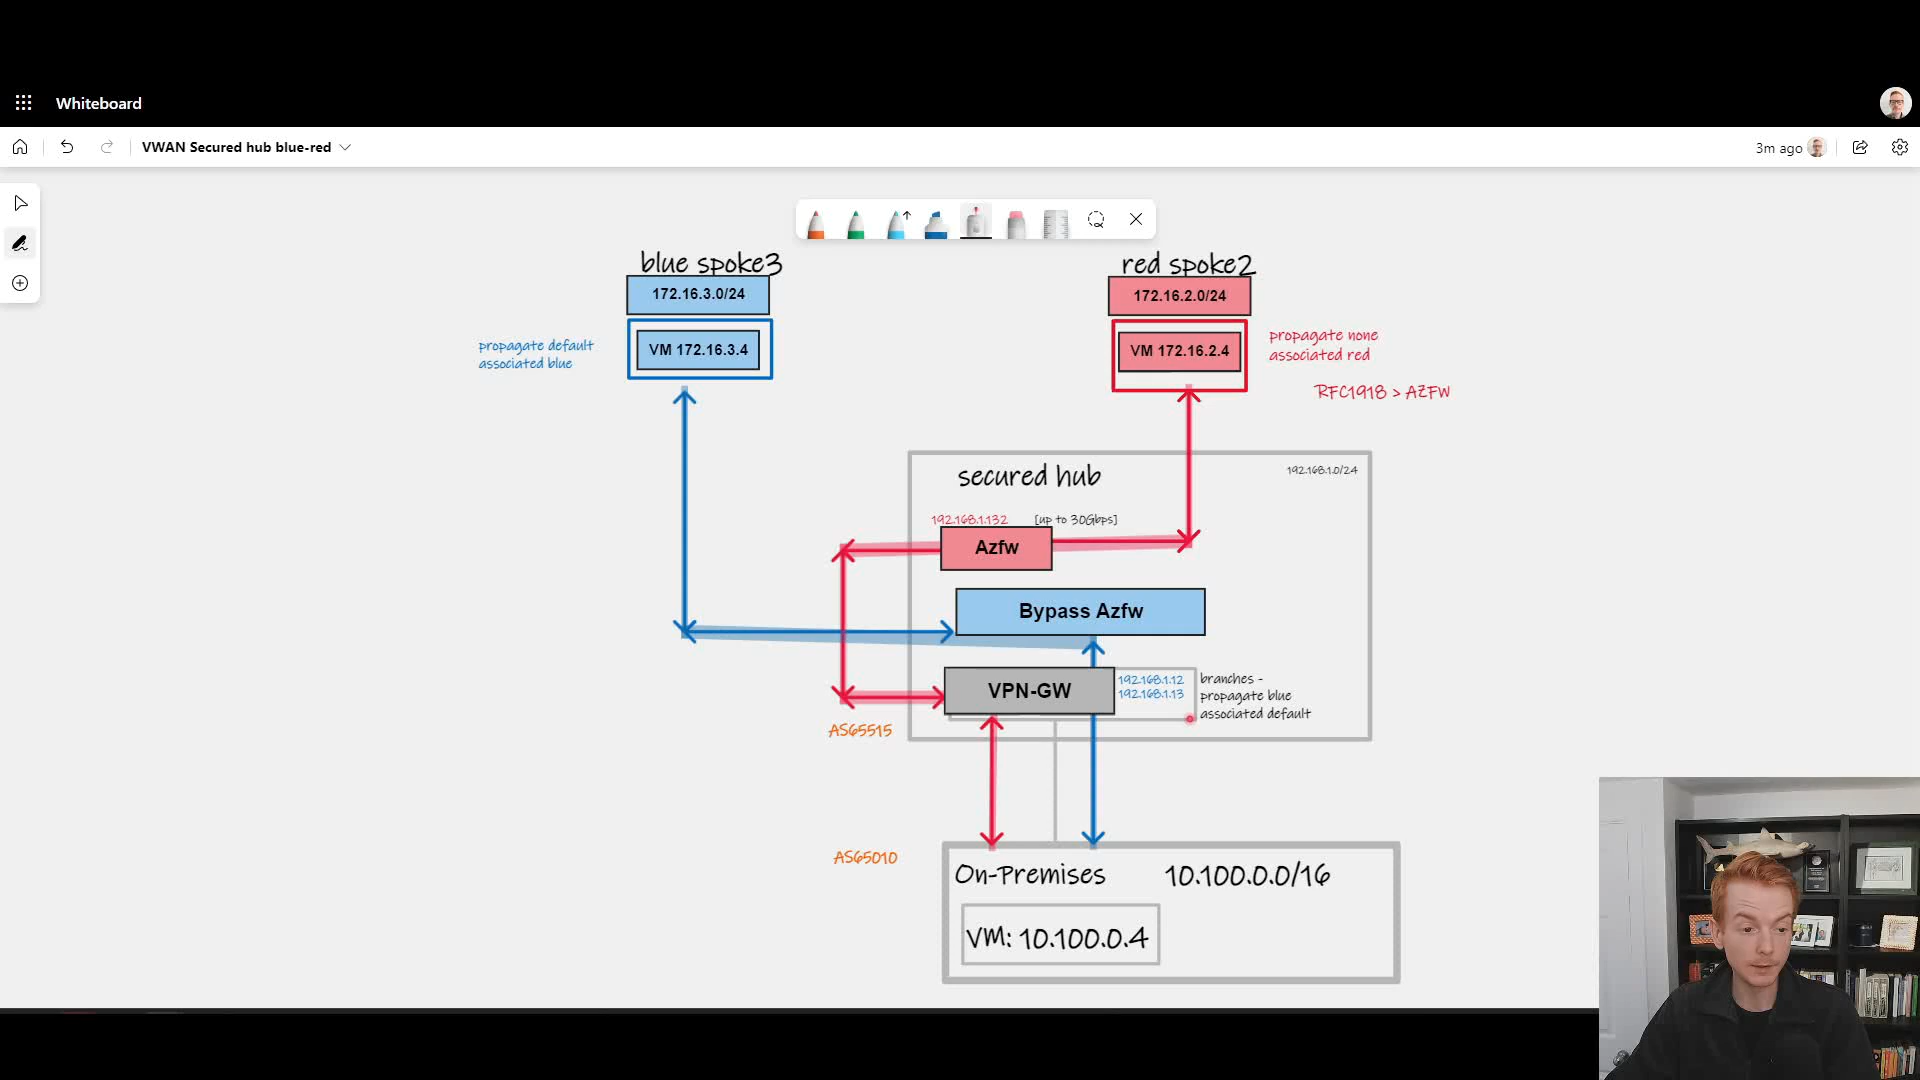 Whiteboard
VWAN Secured hub blue-red
3m ago
blue spoke3
172.16.3.0/24
VM 172.16.3.4
propagate default
associated blue
red spoke2
172.16.2.0/24
VM 172.16.2.4
propagate none
associated red
RFC1918 > AZFW
secured hub
192.168.1.0/24
192.168.1.132
[up to 30Gbps]
Azfw
Bypass Azfw
VPN-GW
192.168.1.12
192.168.1.13
branches -
propagate blue
associated default
AS65515
AS65010
On-Premises
10.100.0.0/16
VM: 10.100.0.4